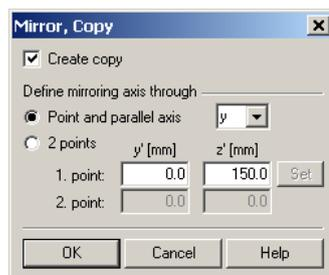 Mirror, Copy
Create copy
Define mirroring axis through
Point and parallel axis y
2 points y' [mm] z' [mm]
1. point: 0.0 150.0 Set
2. point: 0.0 0.0
OK Cancel Help